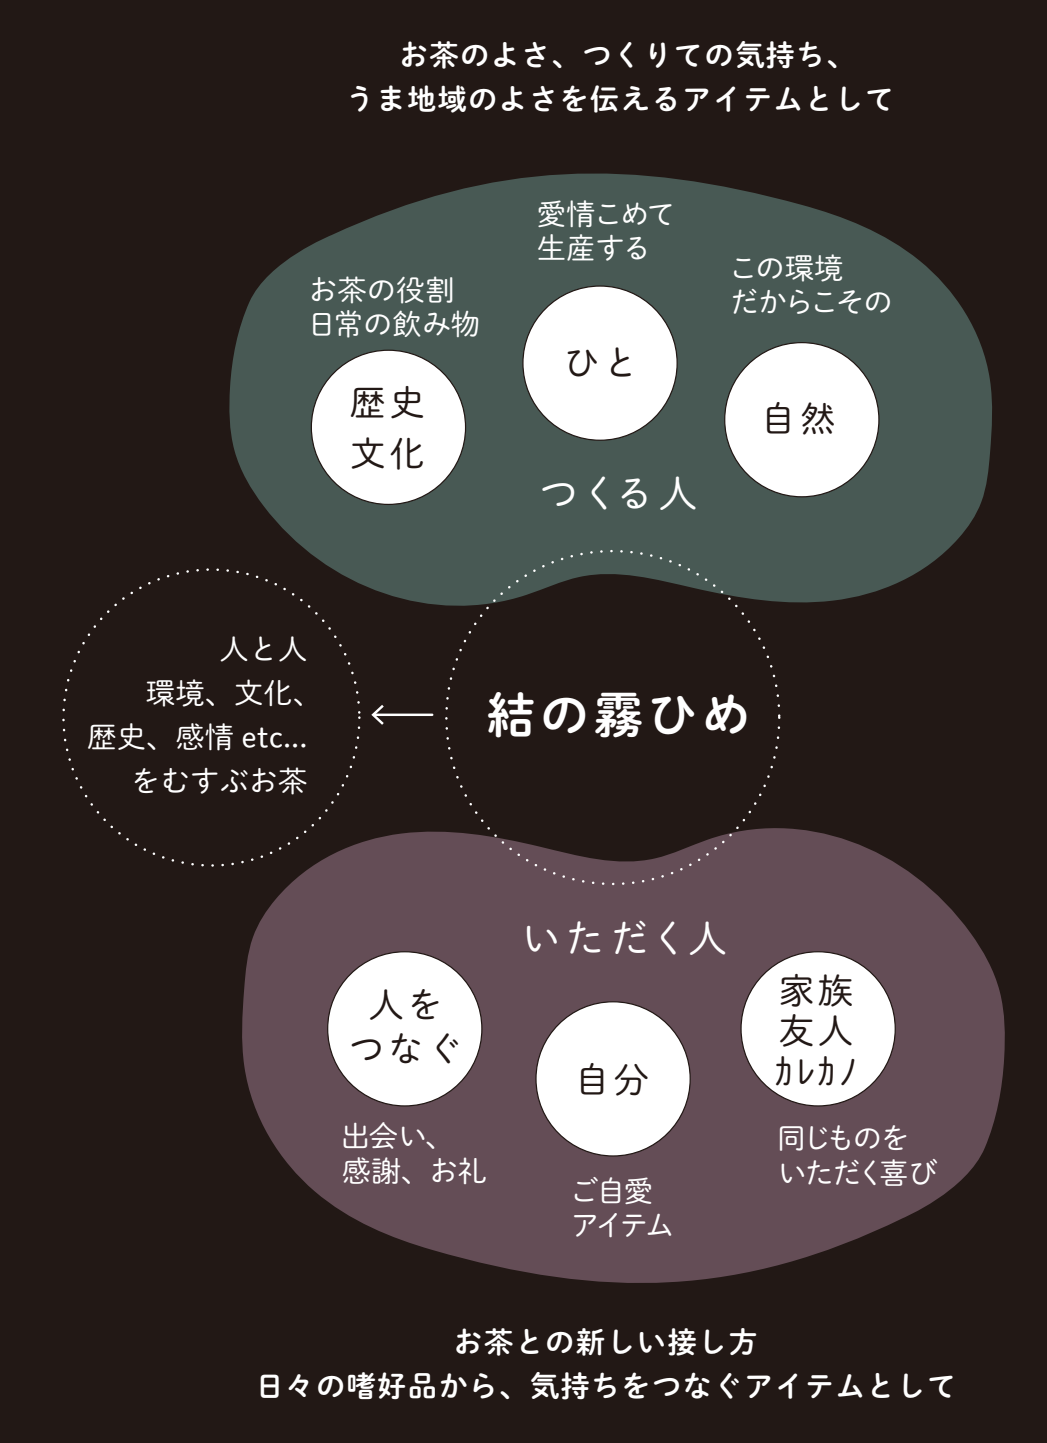 お茶のよさ、つくりての気持ち、
うま地域のよさを伝えるアイテムとして
愛情こめて
生産する
この環境
だからこその
お茶の役割
日常の飲み物
ひと
歴史
文化
自然
つくる人
人と人
環境、文化、
歴史、感情 etc...
をむすぶお茶
結の霧ひめ
いただく人
人を
つなぐ
自分
家族
友人
ｶﾚｶﾉ
出会い、
感謝、お礼
ご自愛
アイテム
同じものを
いただく喜び
お茶との新しい接し方
日々の嗜好品から、気持ちをつなぐアイテムとして